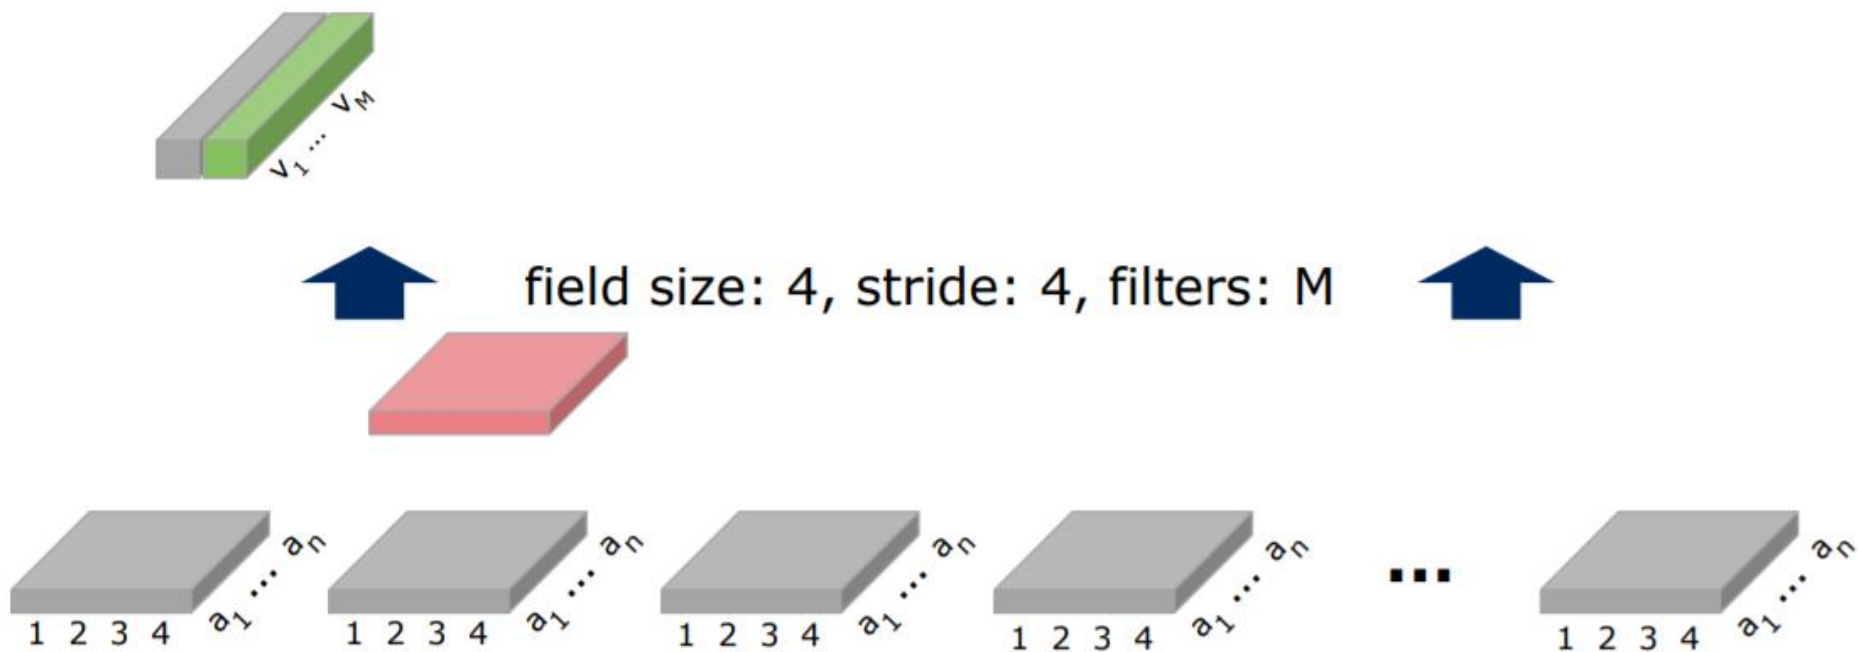 V₁ ... V_M
field size: 4, stride: 4, filters: M
1 2 3 4 a₁ ... aₙ
1 2 3 4 a₁ ... aₙ
1 2 3 4 a₁ ... aₙ
1 2 3 4 a₁ ... aₙ
...
1 2 3 4 a₁ ... aₙ